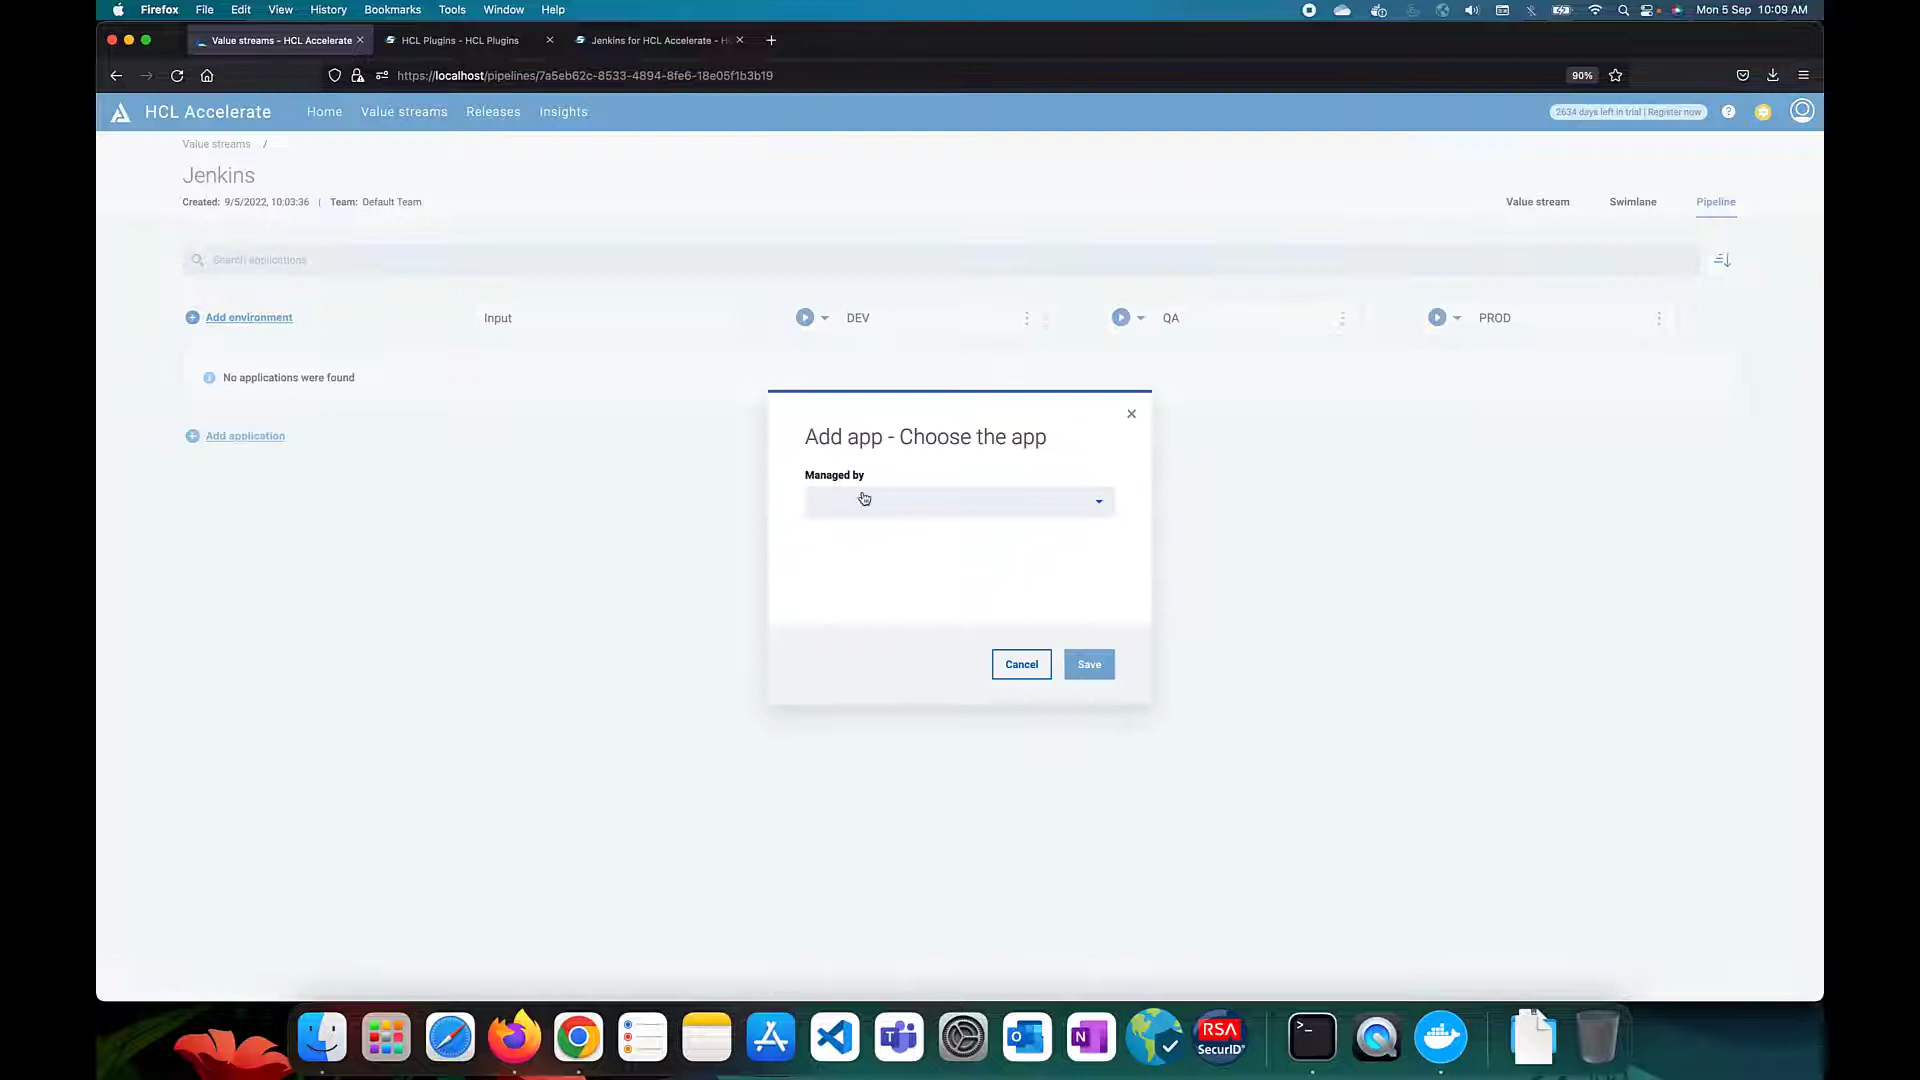 Firefox File Edit View History Bookmarks Tools Window Help Mon 5 Sep 10:09 AM
Value streams - HCL Accelerate
HCL Plugins - HCL Plugins
Jenkins for HCL Accelerate - H
https://localhost/pipelines/7a5eb62c-8533-4894-8fe6-18e05f1b3b19
90%
HCL Accelerate
Home Value streams Releases Insights
2634 days left in trial | Register now
?
Value streams /
Jenkins
Created: 9/5/2022, 10:03:36 | Team: Default Team
Value stream Swimlane Pipeline
Search applications
Add environment Input DEV QA PROD
No applications were found
Add application
Add app - Choose the app
Managed by
Cancel Save
RSA
SecurID